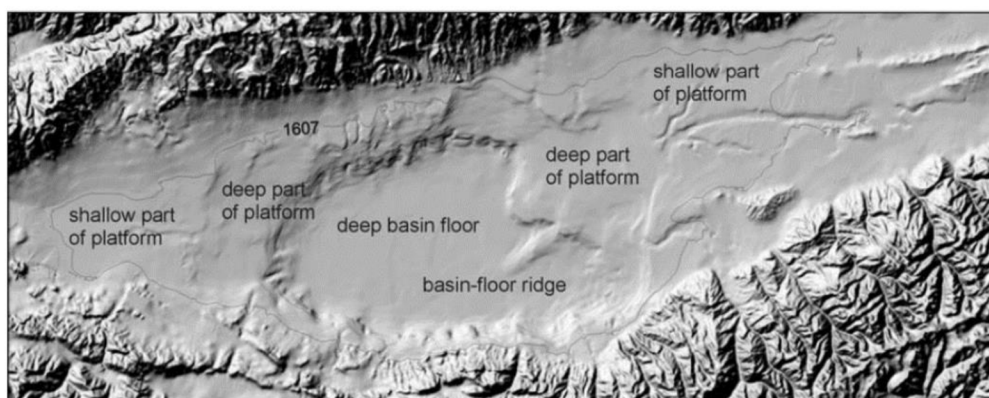 shallow part
of platform
1607
deep part
of platform
deep part
of platform
shallow part
of platform
deep basin floor
basin-floor ridge